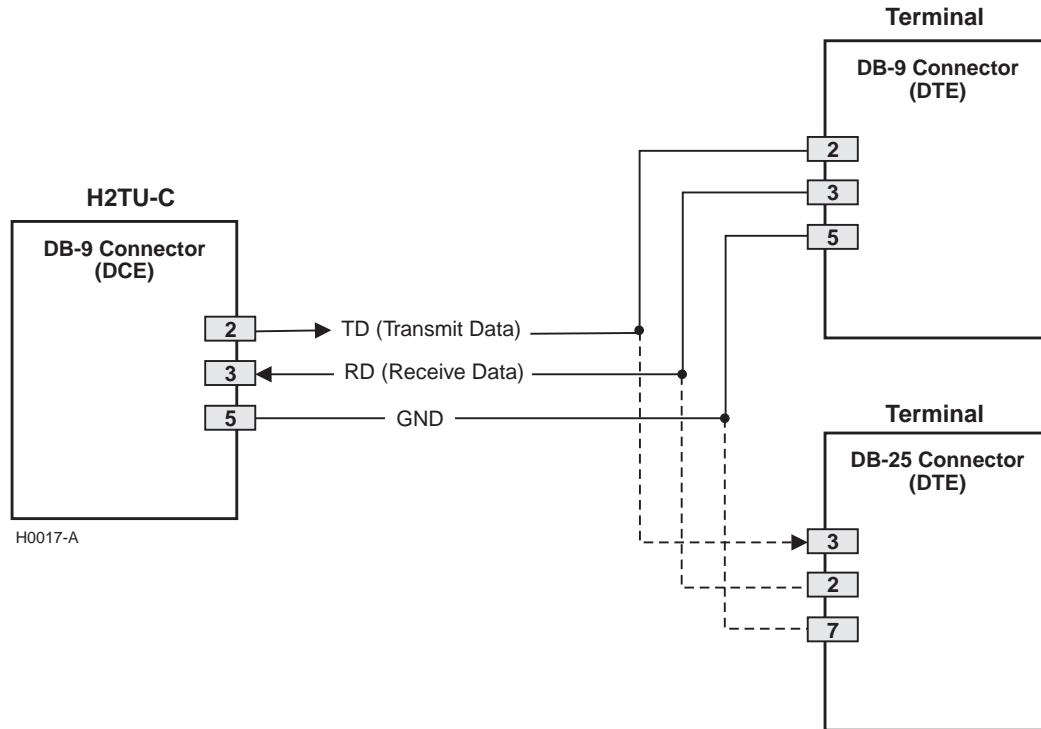 Terminal
DB-9 Connector
(DTE)
2
3
5
H2TU-C
DB-9 Connector
(DCE)
2
TD (Transmit Data)
3
RD (Receive Data)
5
GND
H0017-A
Terminal
DB-25 Connector
(DTE)
3
2
7